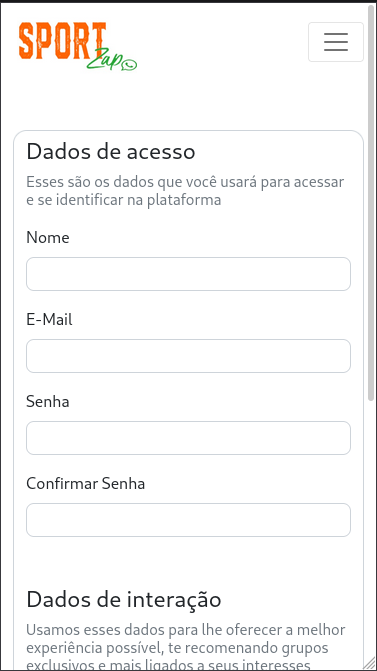 SPORT
Zap
Dados de acesso
Esses são os dados que você usará para acessar
e se identificar na plataforma
Nome
E-Mail
Senha
Confirmar Senha
Dados de interação
Usamos esses dados para lhe oferecer a melhor
experiência possível, te recomendando grupos
exclusivos e mais ligados a seus interesses